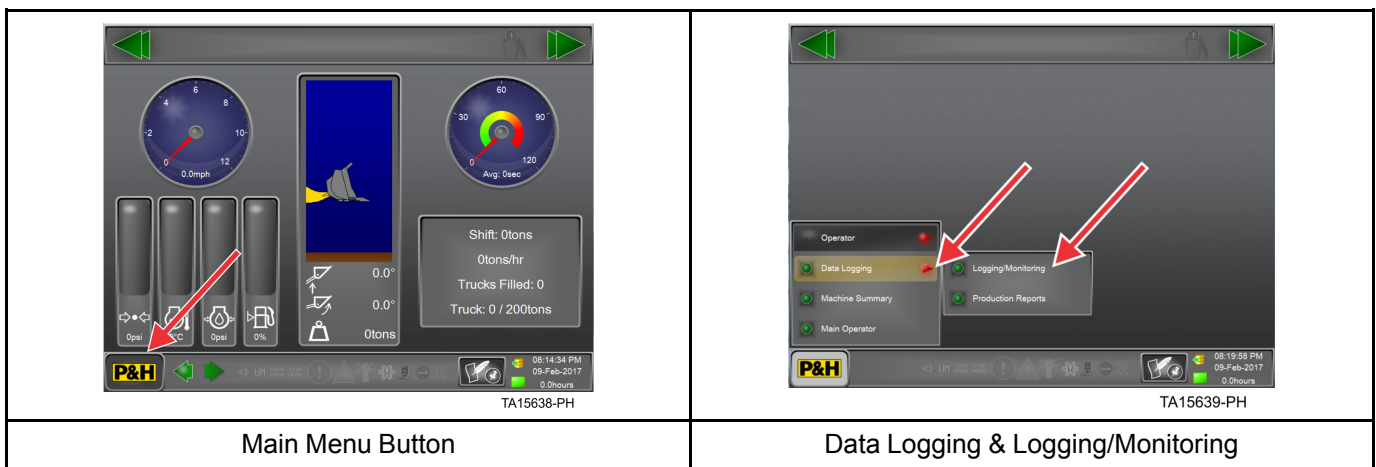 6
4
8
2
10
0
12
0.0mph
60
30
90
0
120
Avg: 0sec
0.0°
0.0°
0tons
Shift: 0tons
0tons/hr
Trucks Filled: 0
Truck: 0 / 200tons
0psi
°C
0psi
0%
P&H
LIM
08:14:34 PM
09-Feb-2017
0.0hours
TA15638-PH
Main Menu Button
Operator
Data Logging
Logging/Monitoring
Machine Summary
Production Reports
Main Operator
P&H
LIM
08:19:58 PM
09-Feb-2017
0.0hours
TA15639-PH
Data Logging & Logging/Monitoring